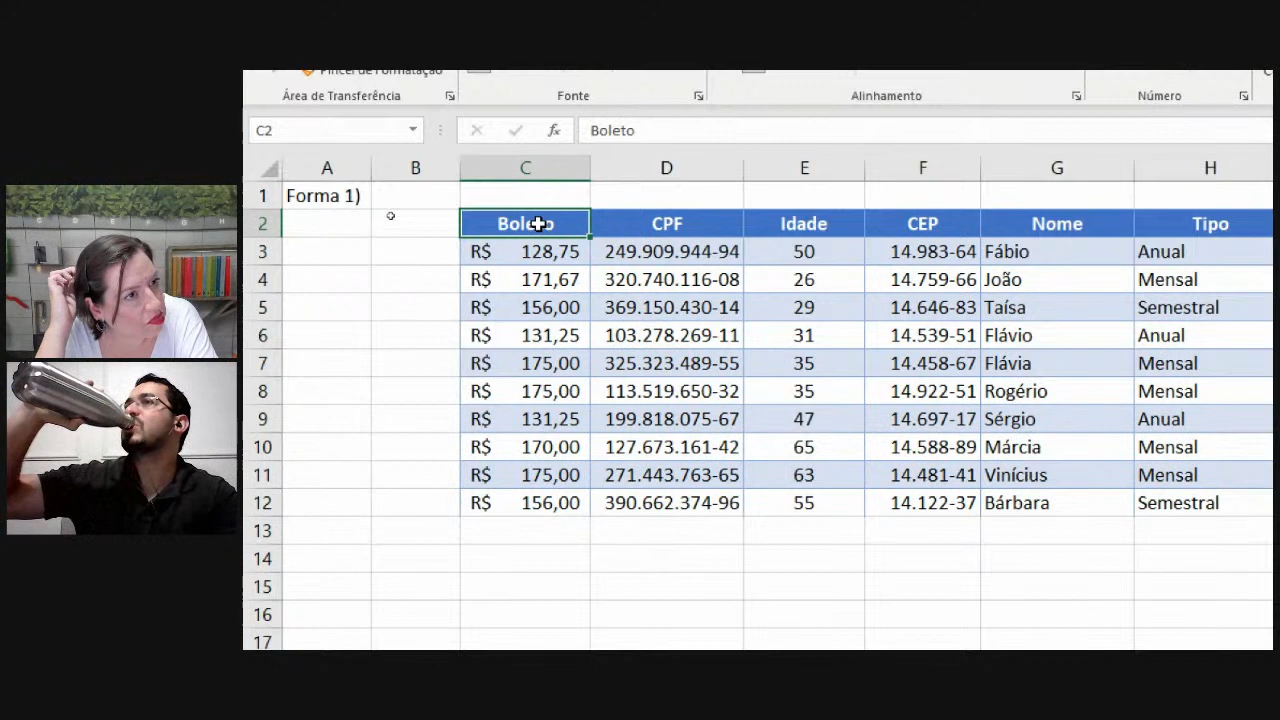 Pincel de Formatação
Área de Transferência Fonte Alinhamento Número
C2 fx Boleto
A B C D E F G H
1 Forma 1)
2 Boleto CPF Idade CEP Nome Tipo
3 R$ 128,75 249.909.944-94 50 14.983-64 Fábio Anual
4 R$ 171,67 320.740.116-08 26 14.759-66 João Mensal
5 R$ 156,00 369.150.430-14 29 14.646-83 Taísa Semestral
6 R$ 131,25 103.278.269-11 31 14.539-51 Flávio Anual
7 R$ 175,00 325.323.489-55 35 14.458-67 Flávia Mensal
8 R$ 175,00 113.519.650-32 35 14.922-51 Rogério Mensal
9 R$ 131,25 199.818.075-67 47 14.697-17 Sérgio Anual
10 R$ 170,00 127.673.161-42 65 14.588-89 Márcia Mensal
11 R$ 175,00 271.443.763-65 63 14.481-41 Vinícius Mensal
12 R$ 156,00 390.662.374-96 55 14.122-37 Bárbara Semestral
13
14
15
16
17